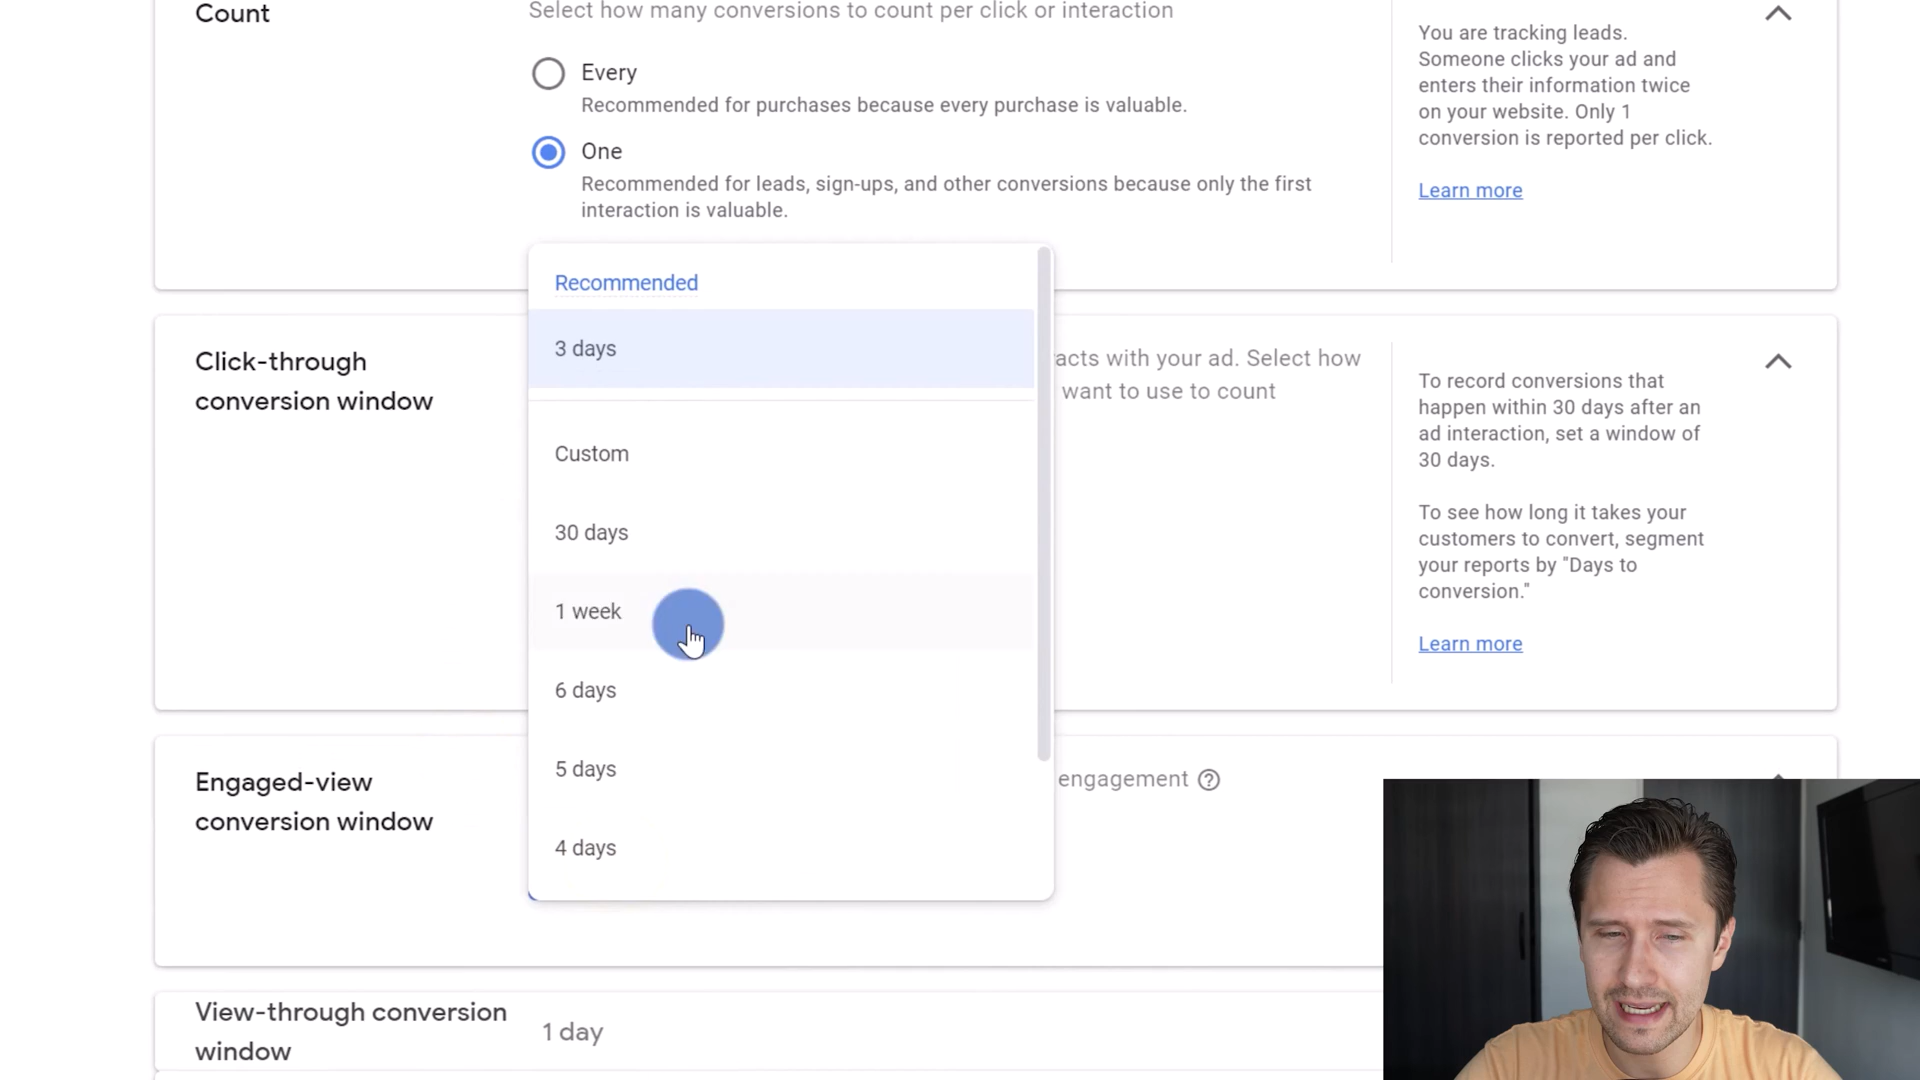 Count
Select how many conversions to count per click or interaction
Every
Recommended for purchases because every purchase is valuable.
One
Recommended for leads, sign-ups, and other conversions because only the first
interaction is valuable.
You are tracking leads.
Someone clicks your ad and
enters their information twice
on your website. Only 1
conversion is reported per click.
Learn more
Recommended
3 days
Custom
30 days
1 week
6 days
5 days
4 days
Click-through
conversion window
acts with your ad. Select how
want to use to count
To record conversions that
happen within 30 days after an
ad interaction, set a window of
30 days.
To see how long it takes your
customers to convert, segment
your reports by "Days to
conversion."
Learn more
Engaged-view
conversion window
engagement
View-through conversion
window
1 day